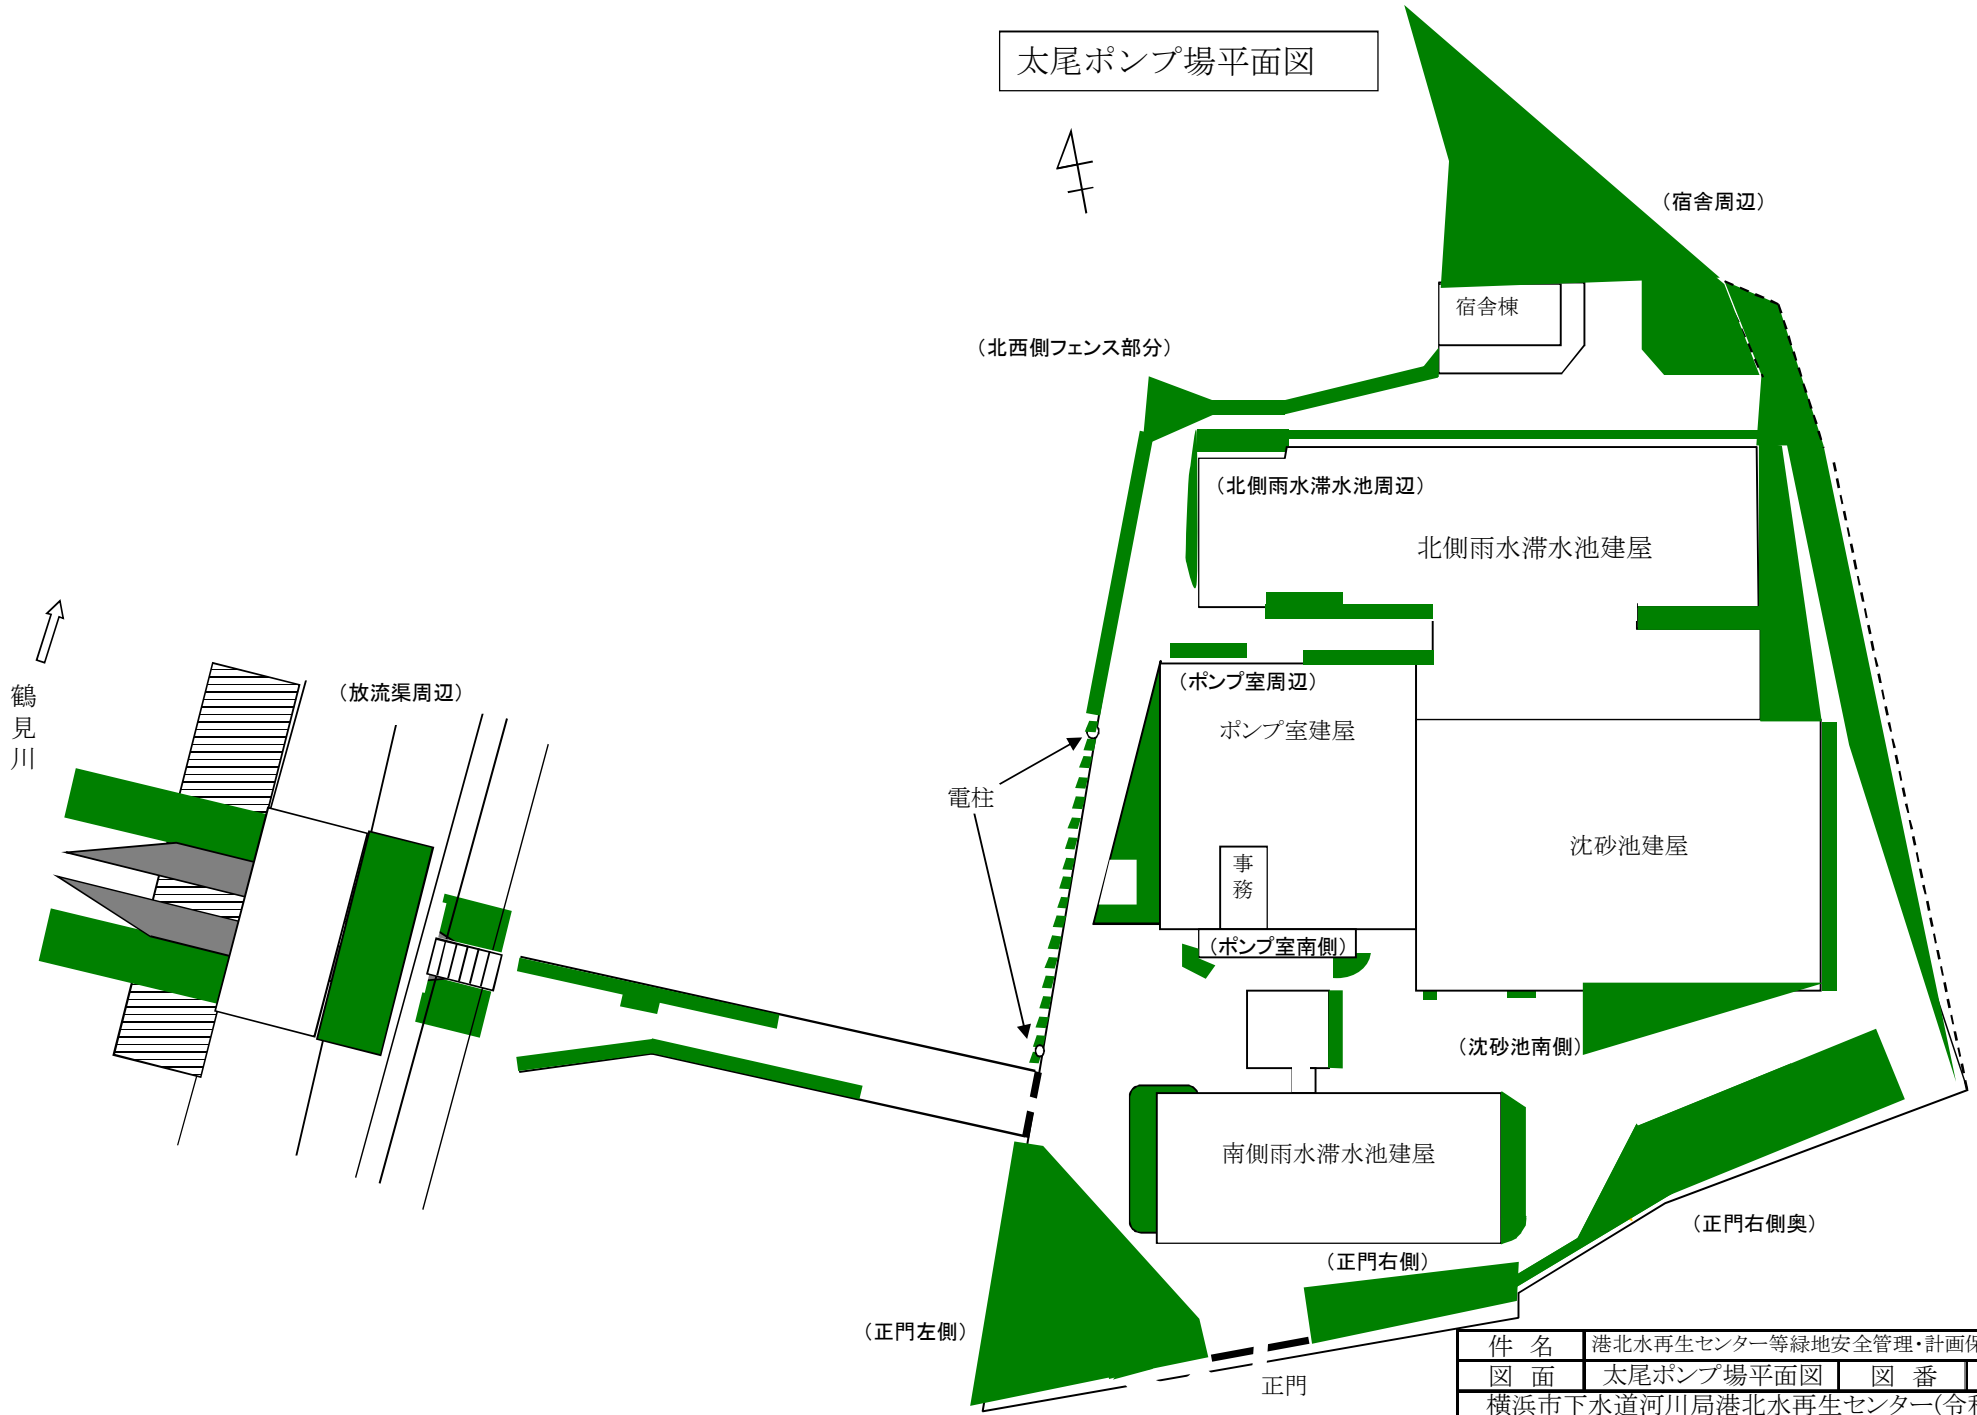 太尾ポンプ場平面図
（宿舎周辺）
宿舎棟
（北西側フェンス部分）
（北側雨水滞水池周辺）
北側雨水滞水池建屋
鶴見川
（放流渠周辺）
（ポンプ室周辺）
ポンプ室建屋
電柱
沈砂池建屋
事務
（ポンプ室南側）
（沈砂池南側）
南側雨水滞水池建屋
（正門右側奥）
（正門右側）
（正門左側）
正門
件 名 港北水再生センター等緑地安全管理・計画保
図 面 太尾ポンプ場平面図 図 番
横浜市下水道河川局港北水再生センター(令和